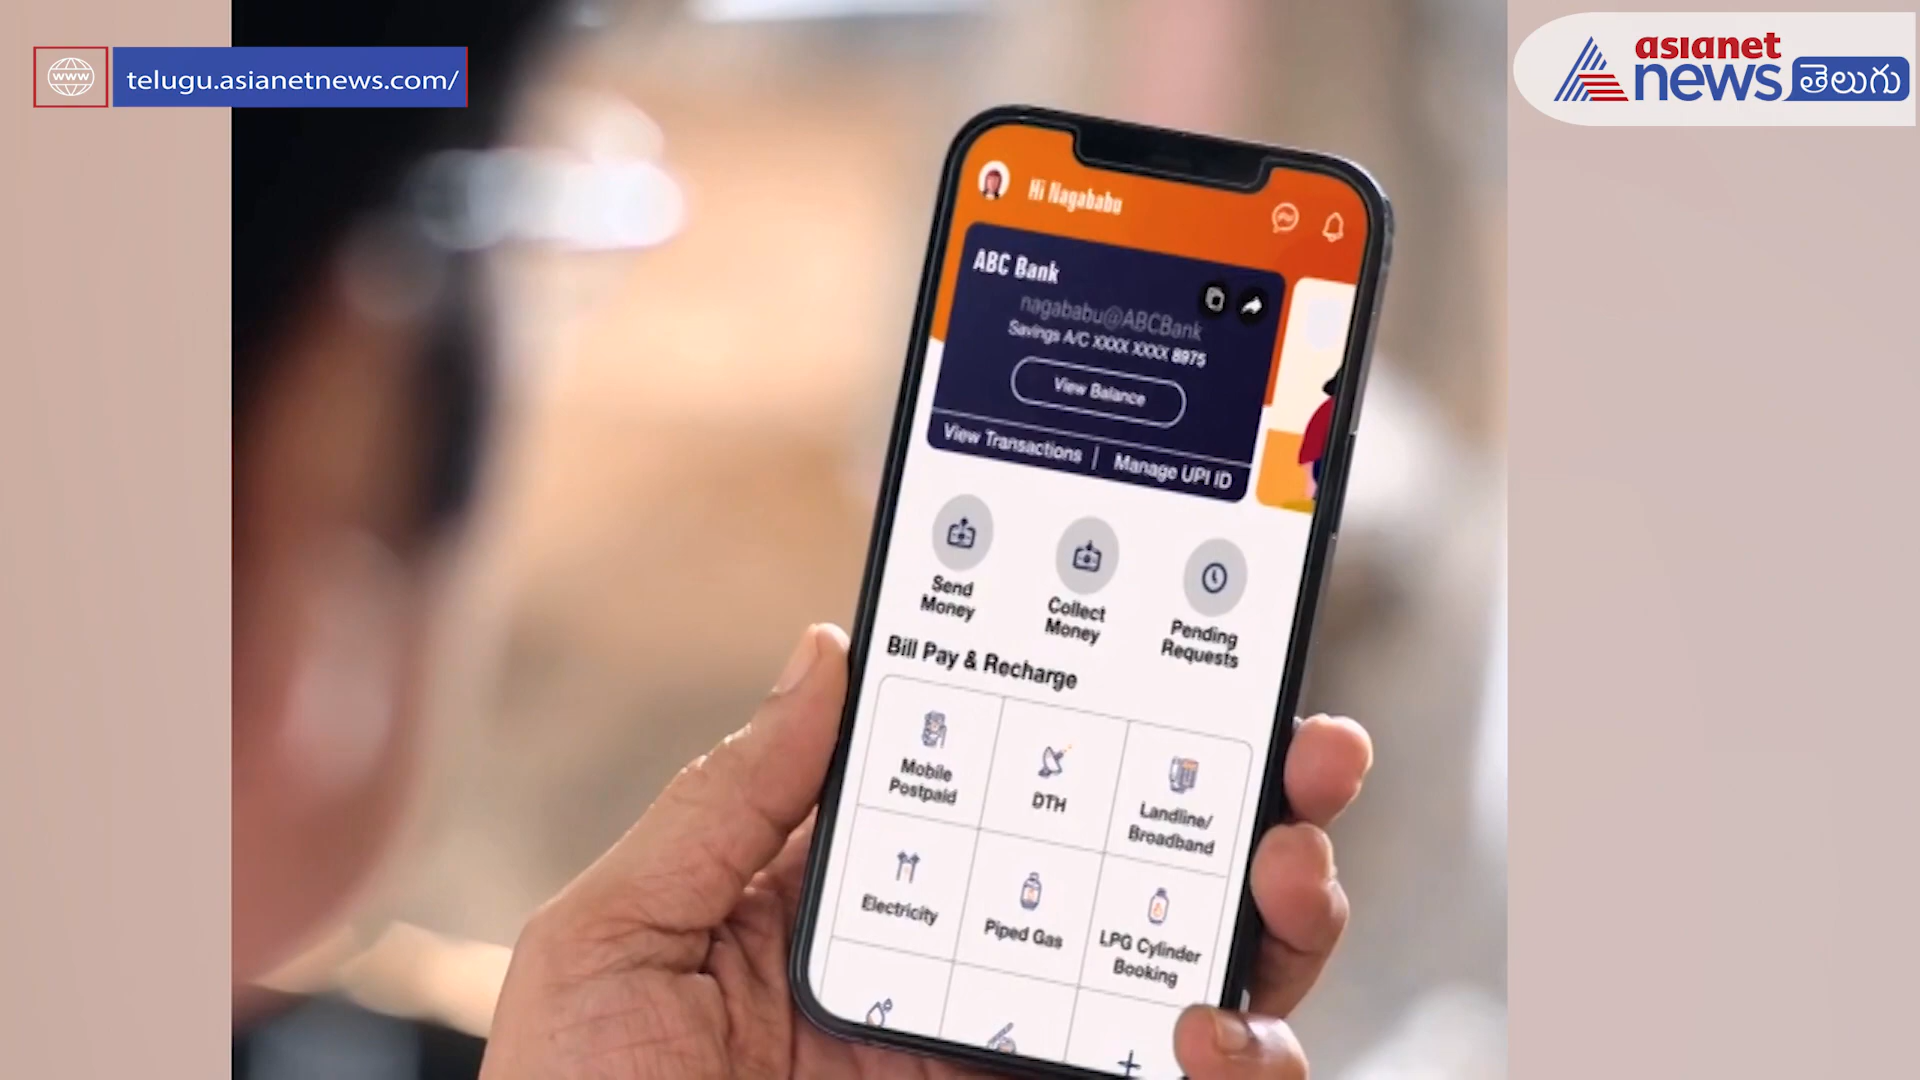 www
telugu.asianetnews.com/
asianet
news తెలుగు
Hi Nagababu
ABC Bank
nagababu@ABCBank
Savings A/C XXXX XXXX 8975
View Balance
View Transactions | Manage UPI ID
Send
Money
Collect
Money
Pending
Requests
Bill Pay & Recharge
Mobile
Postpaid
DTH
Landline/
Broadband
Electricity
Piped Gas
LPG Cylinder
Booking